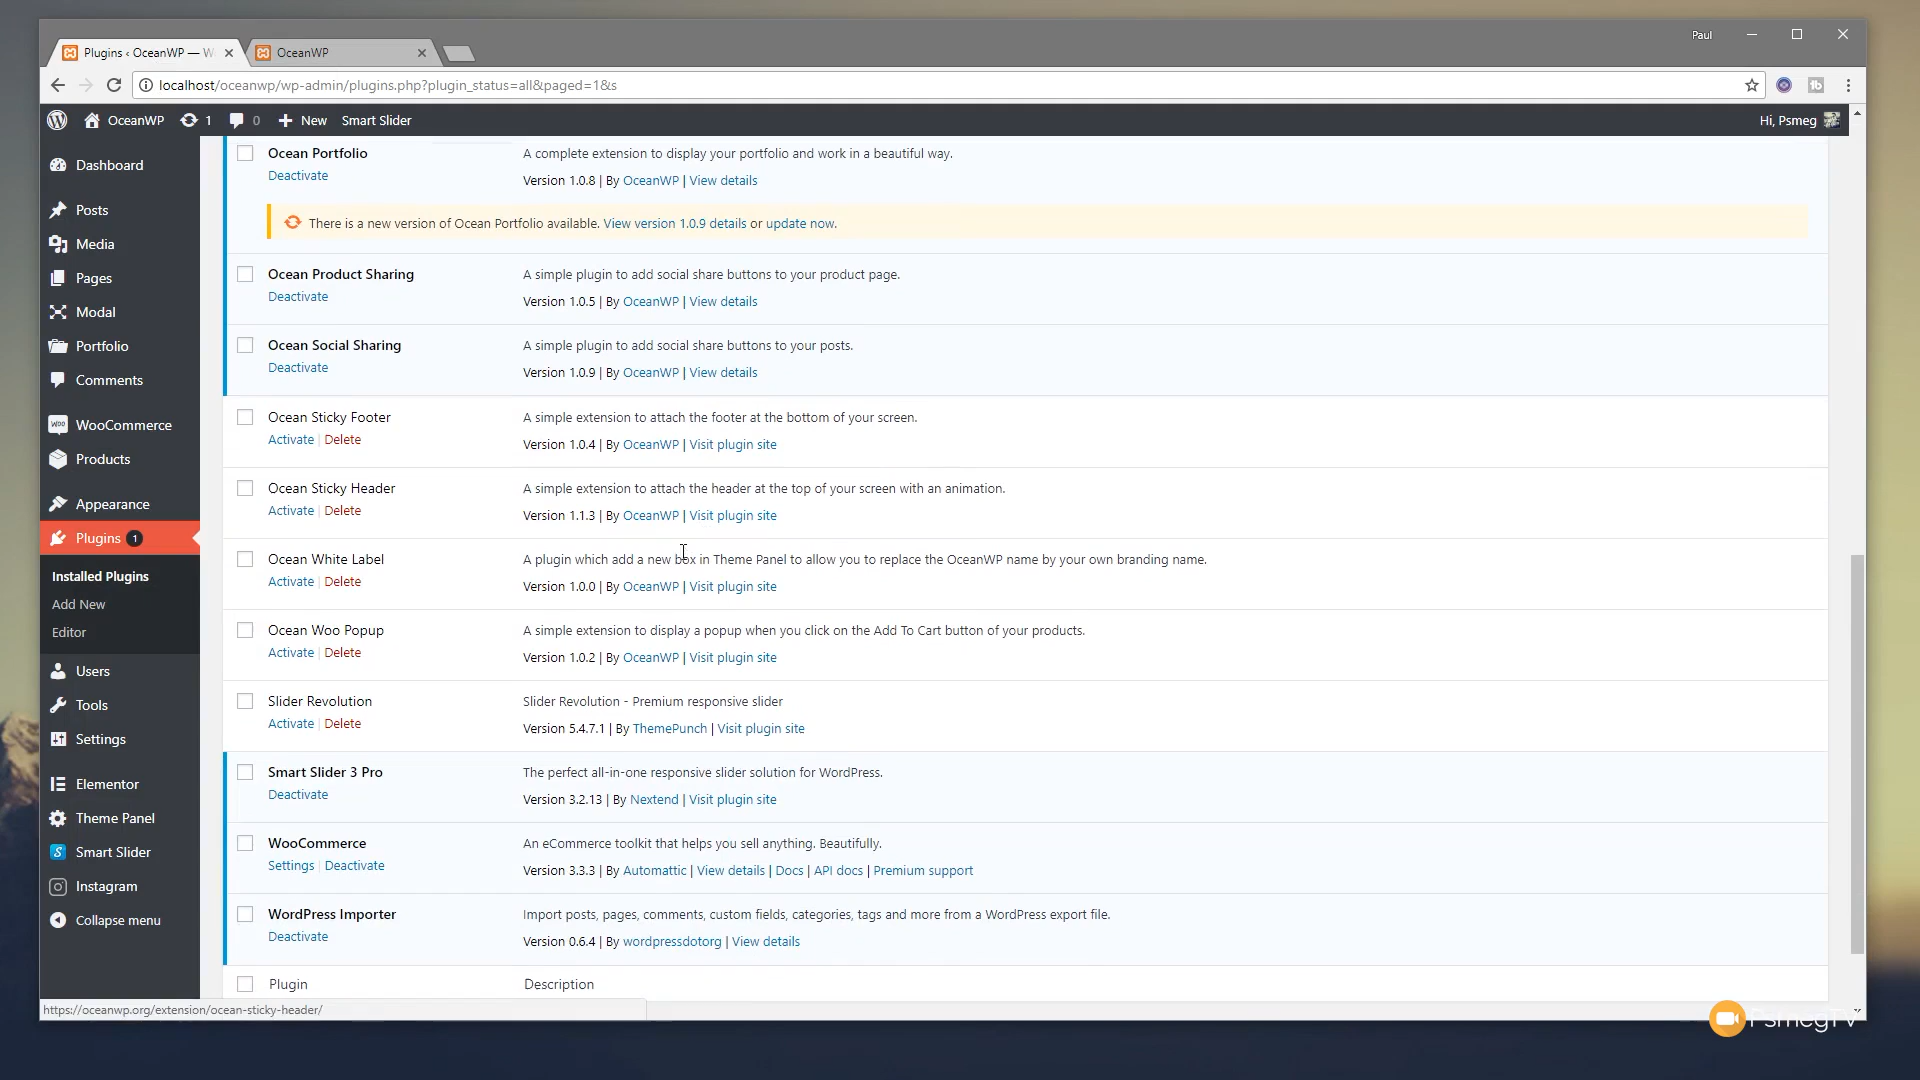 Paul
Plugins ‹ OceanWP — W
OceanWP
localhost/oceanwp/wp-admin/plugins.php?plugin_status=all&paged=1&s
OceanWP 1 0 New Smart Slider Hi, Psmeg
Dashboard
Posts
Media
Pages
Modal
Portfolio
Comments
WooCommerce
Products
Appearance
Plugins 1
Installed Plugins
Add New
Editor
Users
Tools
Settings
Elementor
Theme Panel
Smart Slider
Instagram
Collapse menu
Ocean Portfolio A complete extension to display your portfolio and work in a beautiful way.
Deactivate Version 1.0.8 | By OceanWP | View details
There is a new version of Ocean Portfolio available. View version 1.0.9 details or update now.
Ocean Product Sharing A simple plugin to add social share buttons to your product page.
Deactivate Version 1.0.5 | By OceanWP | View details
Ocean Social Sharing A simple plugin to add social share buttons to your posts.
Deactivate Version 1.0.9 | By OceanWP | View details
Ocean Sticky Footer A simple extension to attach the footer at the bottom of your screen.
Activate | Delete Version 1.0.4 | By OceanWP | Visit plugin site
Ocean Sticky Header A simple extension to attach the header at the top of your screen with an animation.
Activate | Delete Version 1.1.3 | By OceanWP | Visit plugin site
Ocean White Label A plugin which add a new box in Theme Panel to allow you to replace the OceanWP name by your own branding name.
Activate | Delete Version 1.0.0 | By OceanWP | Visit plugin site
Ocean Woo Popup A simple extension to display a popup when you click on the Add To Cart button of your products.
Activate | Delete Version 1.0.2 | By OceanWP | Visit plugin site
Slider Revolution Slider Revolution - Premium responsive slider
Activate | Delete Version 5.4.7.1 | By ThemePunch | Visit plugin site
Smart Slider 3 Pro The perfect all-in-one responsive slider solution for WordPress.
Deactivate Version 3.2.13 | By Nextend | Visit plugin site
WooCommerce An eCommerce toolkit that helps you sell anything. Beautifully.
Settings | Deactivate Version 3.3.3 | By Automattic | View details | Docs | API docs | Premium support
WordPress Importer Import posts, pages, comments, custom fields, categories, tags and more from a WordPress export file.
Deactivate Version 0.6.4 | By wordpressdotorg | View details
Plugin Description
https://oceanwp.org/extension/ocean-sticky-header/
PsmegTV